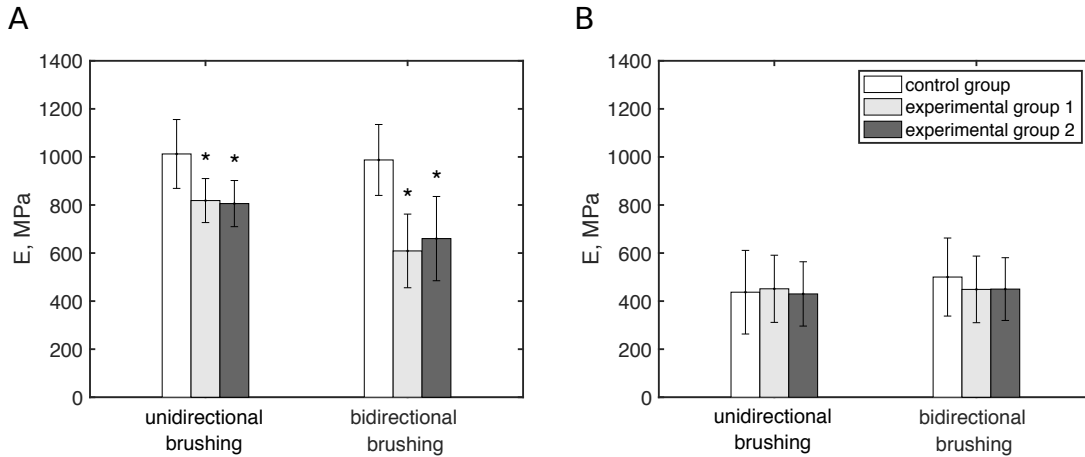 A
E, MPa
1400
1200
1000
800
600
400
200
0
* *
* *
unidirectional
brushing
bidirectional
brushing
B
E, MPa
1400
1200
1000
800
600
400
200
0
control group
experimental group 1
experimental group 2
unidirectional
brushing
bidirectional
brushing